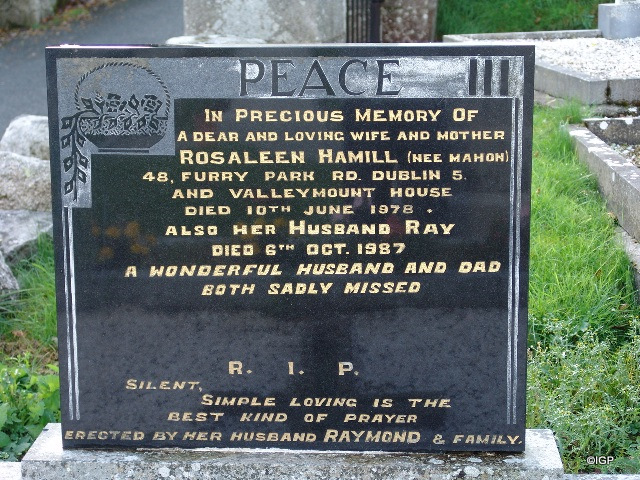 PEACE
IN PRECIOUS MEMORY OF
A DEAR AND LOVING WIFE AND MOTHER
ROSALEEN HAMILL (NEE MAHON)
48, FURRY PARK RD. DUBLIN 5.
AND VALLEYMOUNT HOUSE
DIED 10TH JUNE 1978.
ALSO HER HUSBAND RAY
DIED 6TH OCT. 1987
A WONDERFUL HUSBAND AND DAD
BOTH SADLY MISSED
R. I. P.
SILENT,
SIMPLE LOVING IS THE
BEST KIND OF PRAYER
ERECTED BY HER HUSBAND RAYMOND & FAMILY.
©IGP